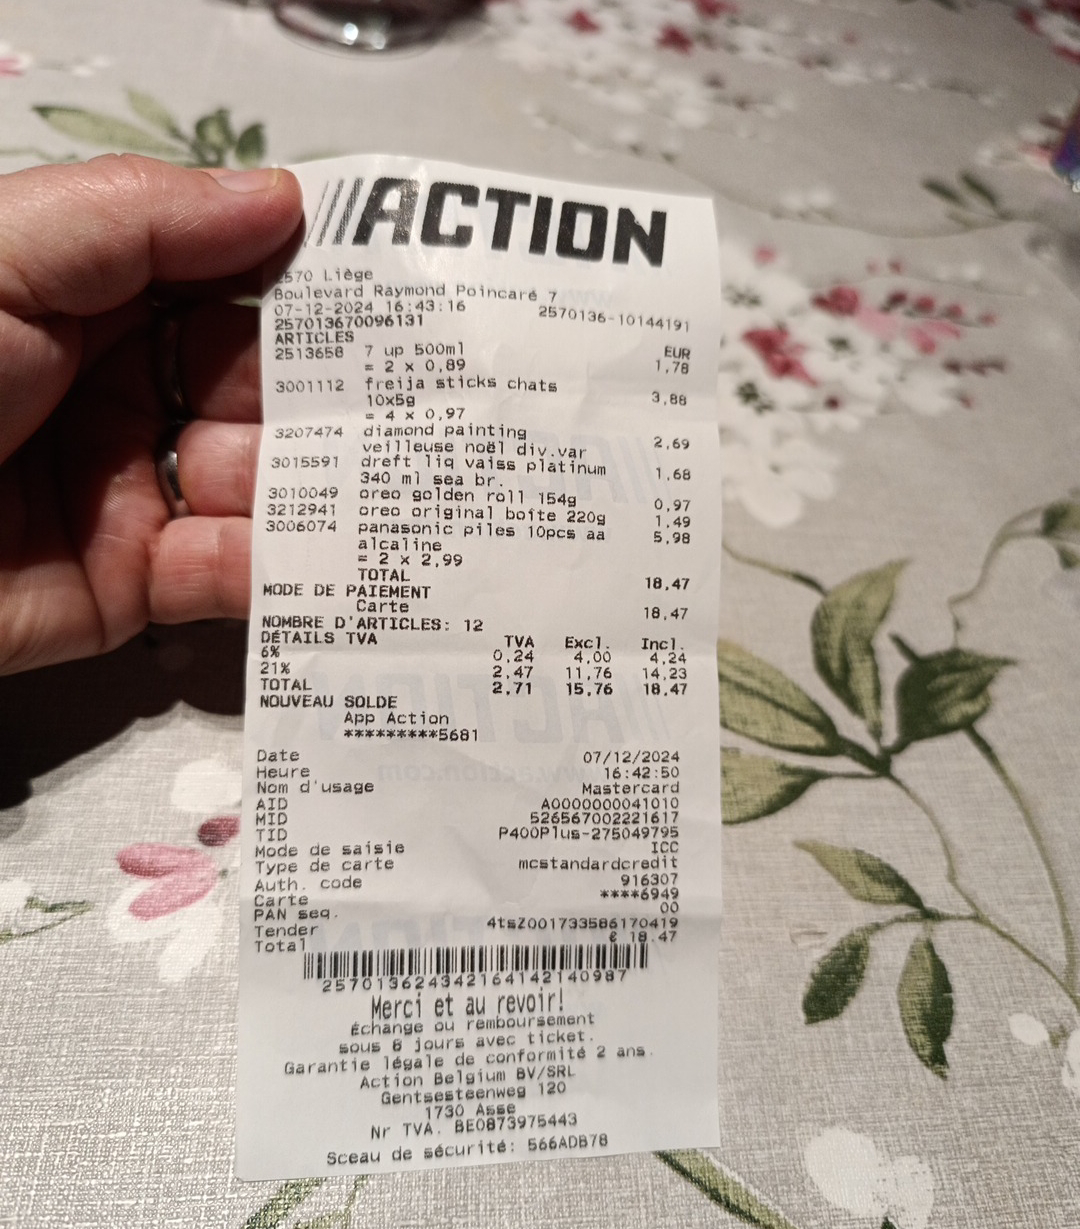 ACTION
2570 Liège
Boulevard Raymond Poincaré 7
07-12-2024 16:43:16 2570136-10144191
257013670096131
ARTICLES EUR
2513658 7 up 500ml 1,78
= 2 x 0,89
3001112 freija sticks chats 3,88
10x5g
= 4 x 0,97
3207474 diamond painting 2,69
veilleuse noël div.var
3015591 dreft liq vaiss platinum 1,68
340 ml sea br.
3010049 oreo golden roll 154g 0,97
3212941 oreo original boîte 220g 1,49
3006074 panasonic piles 10pcs aa 5,98
alcaline
= 2 x 2,99
TOTAL 18,47
MODE DE PAIEMENT
Carte 18,47
NOMBRE D'ARTICLES: 12
DÉTAILS TVA TVA Excl. Incl.
6% 0,24 4,00 4,24
21% 2,47 11,76 14,23
TOTAL 2,71 15,76 18,47
NOUVEAU SOLDE
App Action
*********5681
Date 07/12/2024
Heure 16:42:50
Nom d'usage Mastercard
AID A0000000041010
MID 526567002221617
TID P400Plus-275049795
Mode de saisie ICC
Type de carte mcstandardcredit
Auth. code 916307
Carte ****6949
PAN seq. 00
Tender 4tsZ001733586170419
Total € 18.47
2570136243421641421​40987
Merci et au revoir!
Échange ou remboursement
sous 8 jours avec ticket.
Garantie légale de conformité 2 ans.
Action Belgium BV/SRL
Gentsesteenweg 120
1730 Asse
Nr TVA. BE0873975443
Sceau de sécurité: 566ADB78